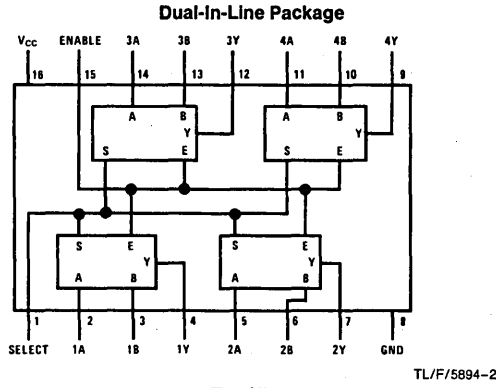 Dual-In-Line Package
VCC ENABLE 3A 3B 3Y 4A 4B 4Y
16 15 14 13 12 11 10 9
A B A B
Y Y
S E S E
S E S E
Y Y
A B A B
1 2 3 4 5 6 7 8
SELECT 1A 1B 1Y 2A 2B 2Y GND
TL/F/5894-2